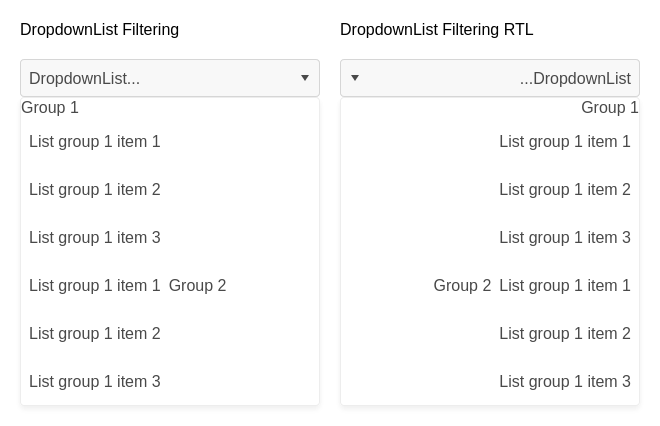 DropdownList Filtering
DropdownList...
Group 1
List group 1 item 1
List group 1 item 2
List group 1 item 3
List group 1 item 1 Group 2
List group 1 item 2
List group 1 item 3
DropdownList Filtering RTL
...DropdownList
Group 1
List group 1 item 1
List group 1 item 2
List group 1 item 3
Group 2 List group 1 item 1
List group 1 item 2
List group 1 item 3